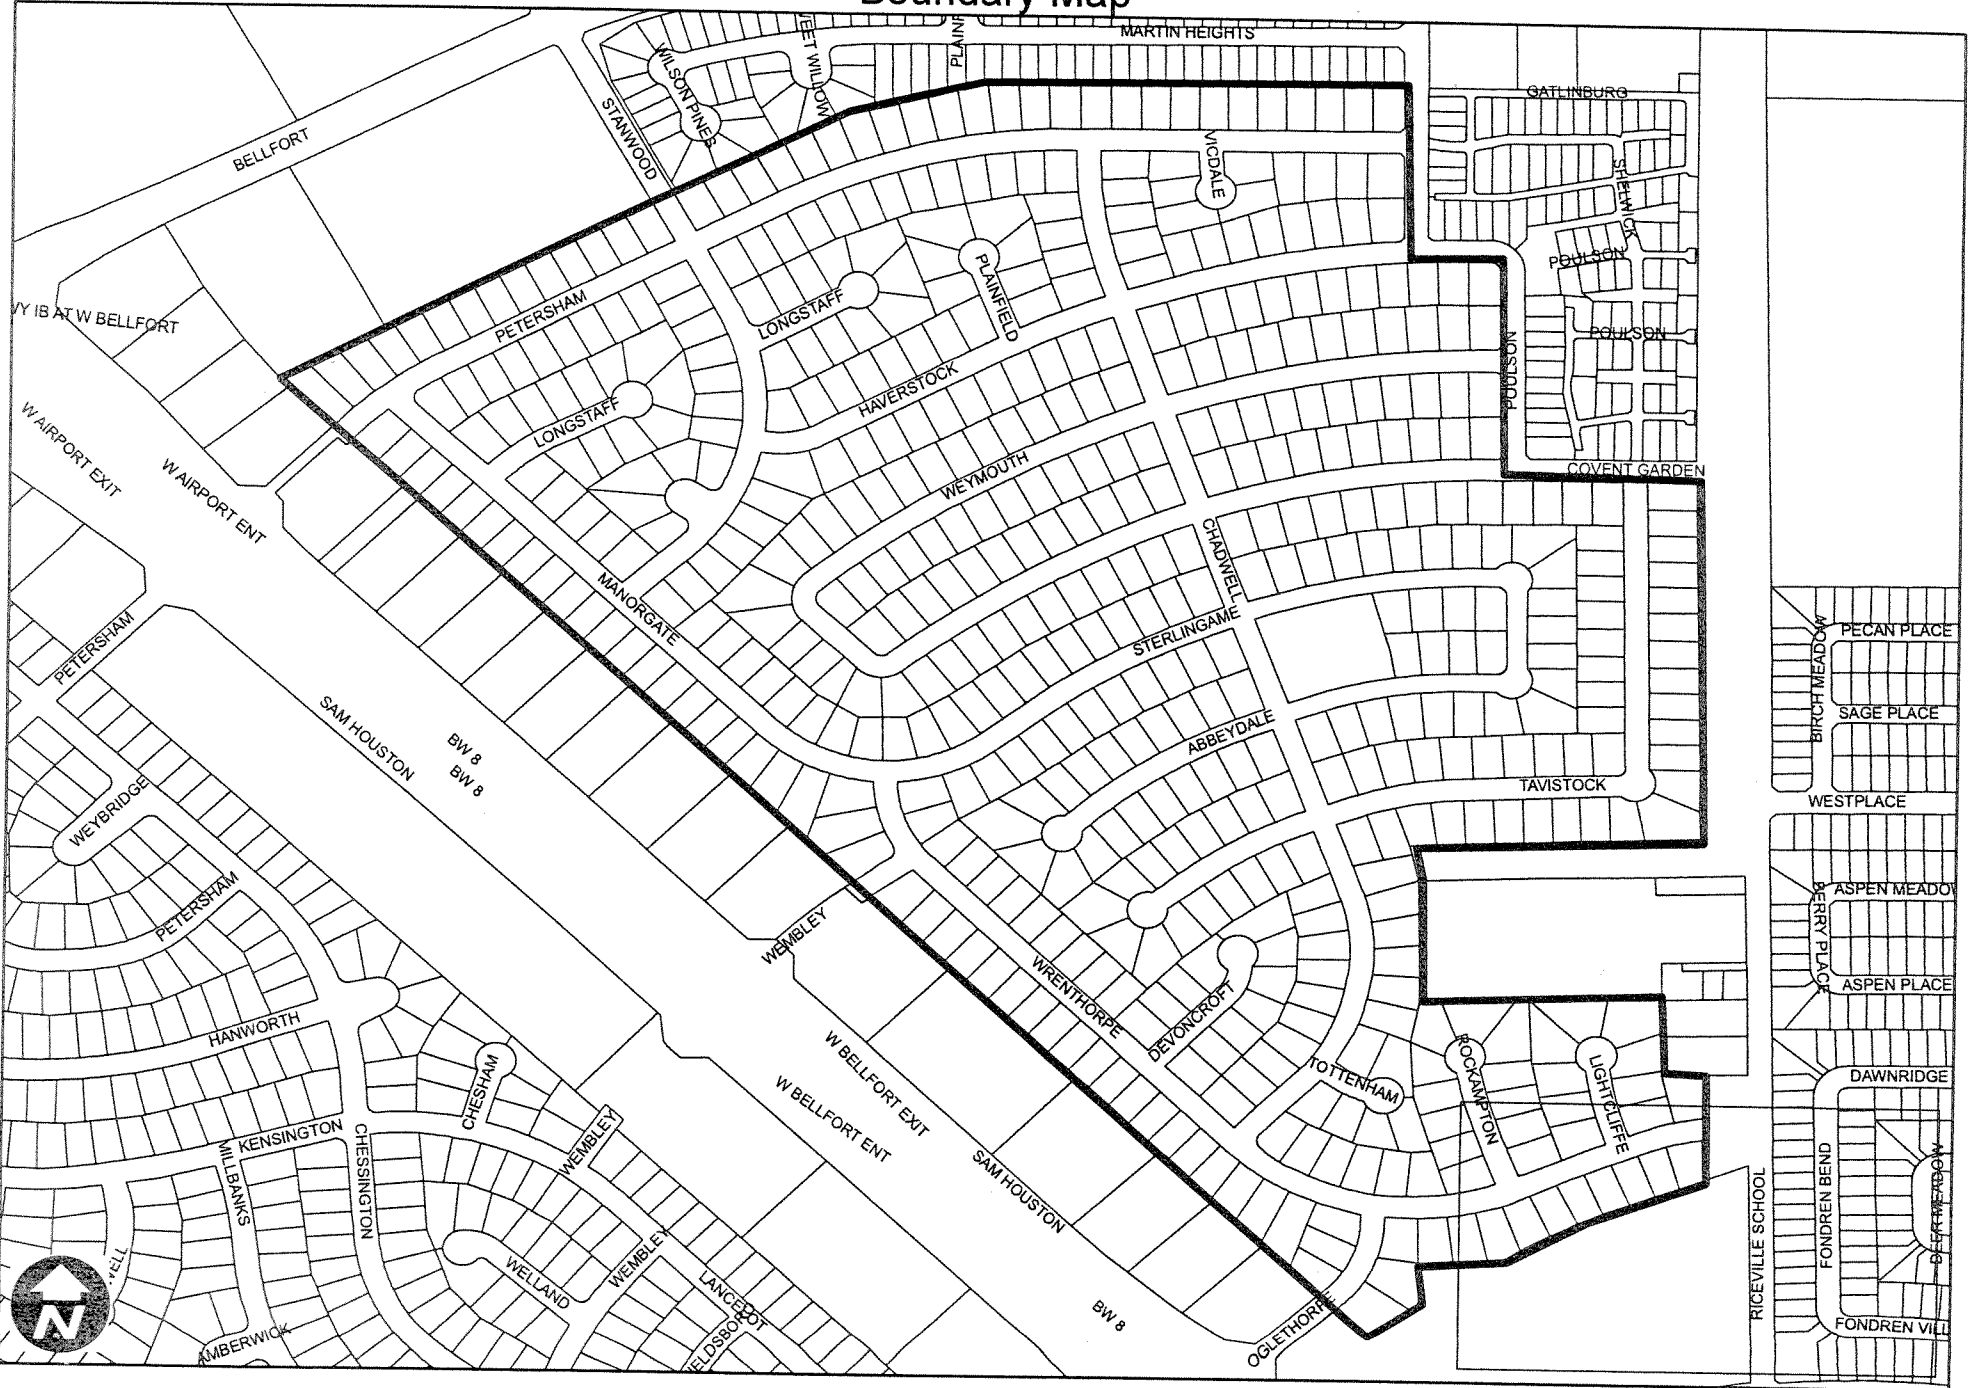 Boundary Map
MARTIN HEIGHTS
WILSON PINES
STANWOOD
BELLFORT
GATLINBURG
VICDALE
SHELWICK
POULSON
PLAINFIELD
LONGSTAFF
PETERSHAM
W BELLFORT
POULSON
POULSON
HAVERSTOCK
LONGSTAFF
W AIRPORT EXIT
W AIRPORT ENT
WEYMOUTH
COVENT GARDEN
CHADWELL
MANORGATE
STERLINGAME
PETERSHAM
BIRCH MEADOW
PECAN PLACE
SAGE PLACE
SAM HOUSTON
BW 8
BW 8
ABBEYDALE
TAVISTOCK
WESTPLACE
WEYBRIDGE
PETERSHAM
BERRY PLACE
ASPEN PLACE
WEMBLEY
WRENTHORPE
DEVONCROFT
HANWORTH
CHESHAM
W BELLFORT EXIT
W BELLFORT ENT
TOTTENHAM
ROCKAMPTON
LIGHTCLIFFE
DAWNRIDGE
KENSINGTON
MILLBANKS
CHESSINGTON
WEMBLEY
SAM HOUSTON
RICEVILLE SCHOOL
FONDREN BEND
DEER MEADOW
WELLAND
WEMBLEY
LANCELOT
BW 8
OGLETHORPE
N
AMBERWICK